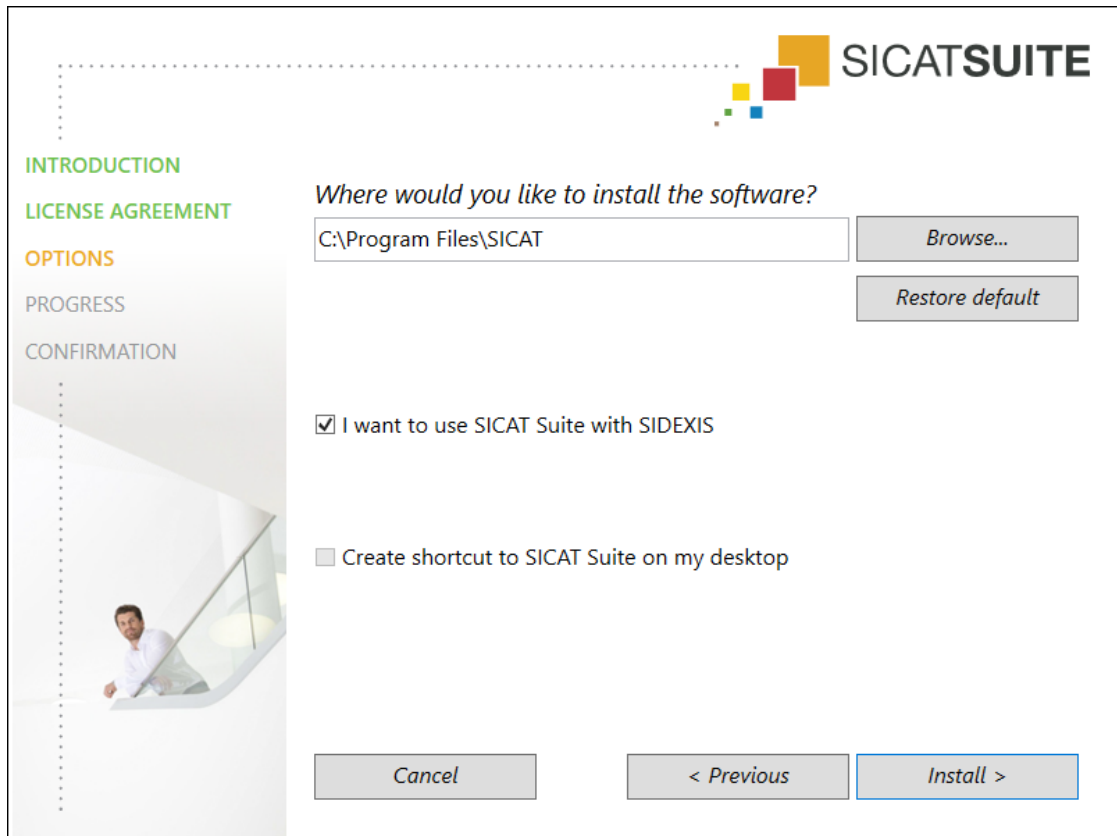 SICATSUITE
INTRODUCTION
LICENSE AGREEMENT
OPTIONS
PROGRESS
CONFIRMATION
Where would you like to install the software?
C:\Program Files\SICAT
Browse...
Restore default
I want to use SICAT Suite with SIDEXIS
Create shortcut to SICAT Suite on my desktop
Cancel
< Previous
Install >